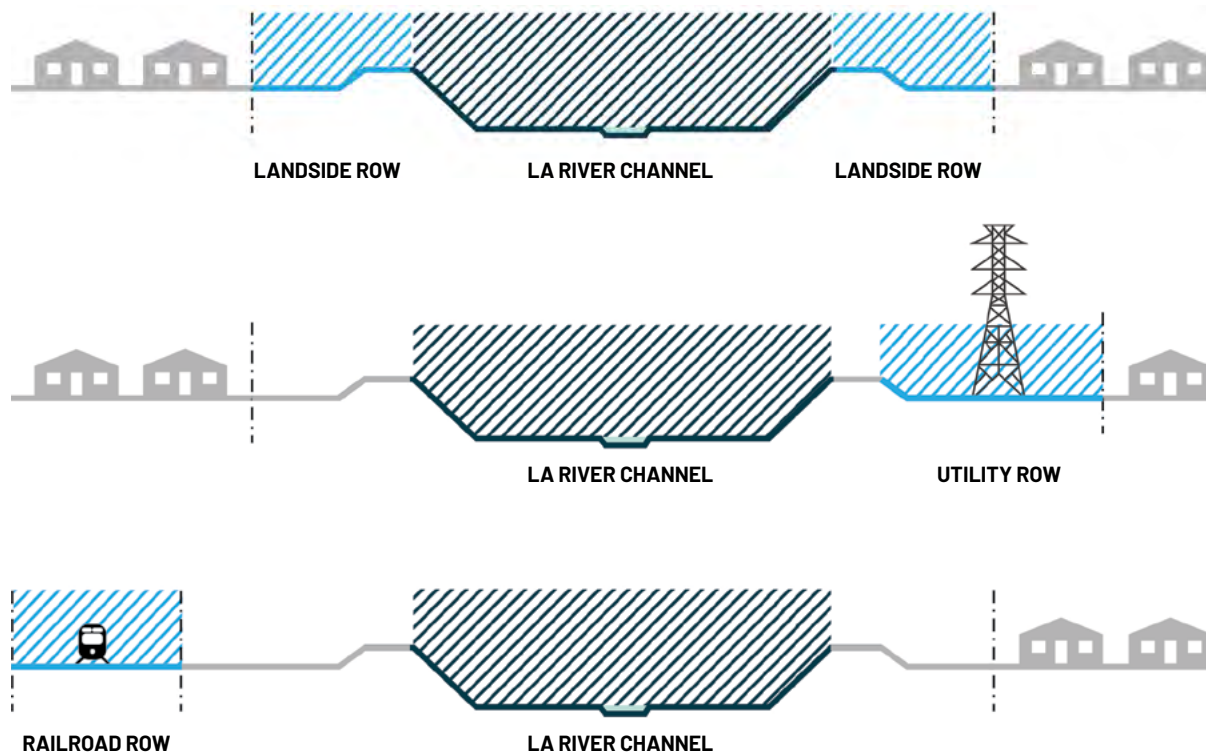 LANDSIDE ROW
LA RIVER CHANNEL
LANDSIDE ROW
LA RIVER CHANNEL
UTILITY ROW
RAILROAD ROW
LA RIVER CHANNEL